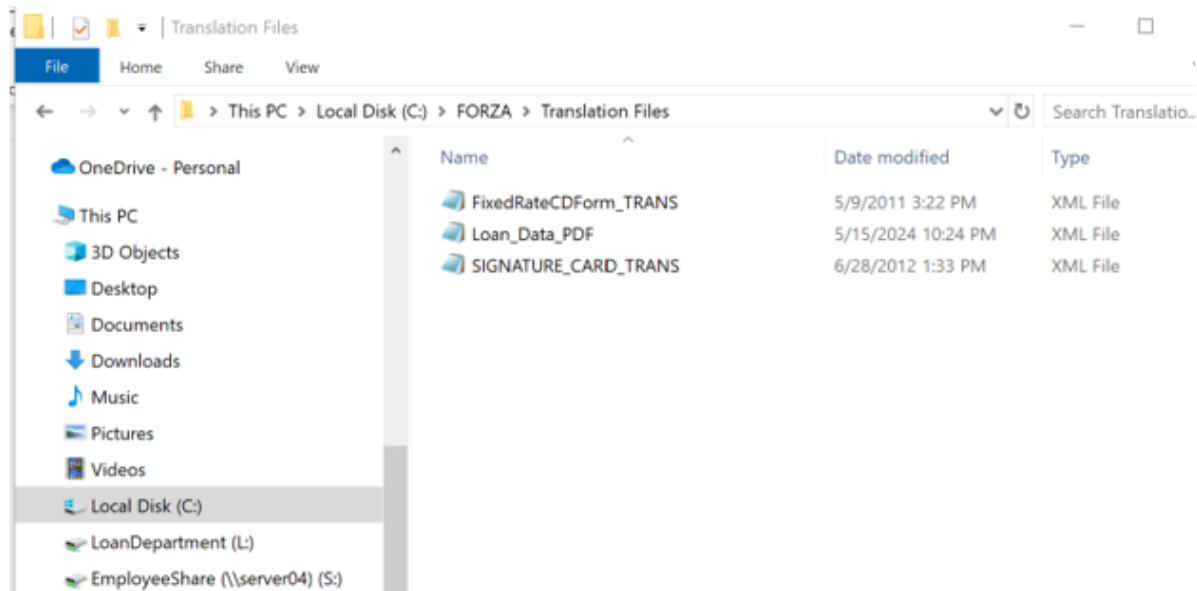 Translation Files
File Home Share View
> This PC > Local Disk (C:) > FORZA > Translation Files
Search Translatio...
OneDrive - Personal
This PC
3D Objects
Desktop
Documents
Downloads
Music
Pictures
Videos
Local Disk (C:)
LoanDepartment (L:)
EmployeeShare (\\server04) (S:)
Name Date modified Type
FixedRateCDForm_TRANS 5/9/2011 3:22 PM XML File
Loan_Data_PDF 5/15/2024 10:24 PM XML File
SIGNATURE_CARD_TRANS 6/28/2012 1:33 PM XML File